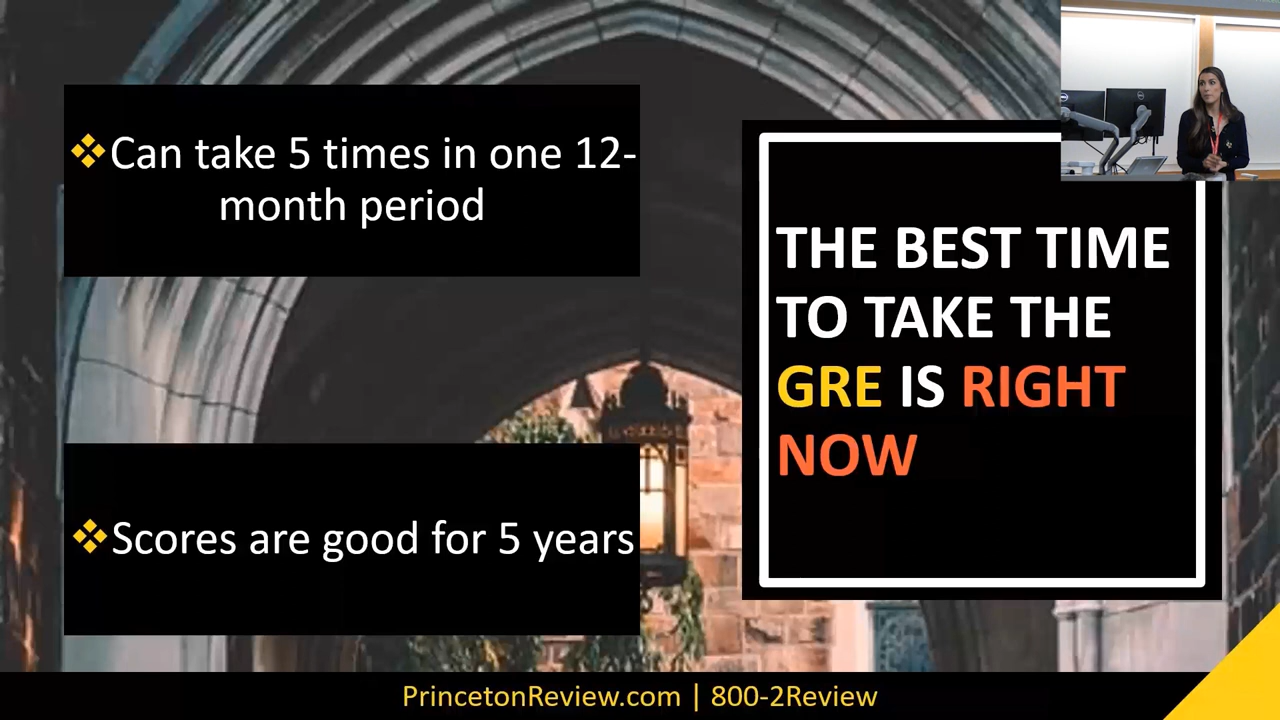 ❖Can take 5 times in one 12-
month period
❖Scores are good for 5 years
THE BEST TIME
TO TAKE THE
GRE IS RIGHT
NOW
PrincetonReview.com | 800-2Review